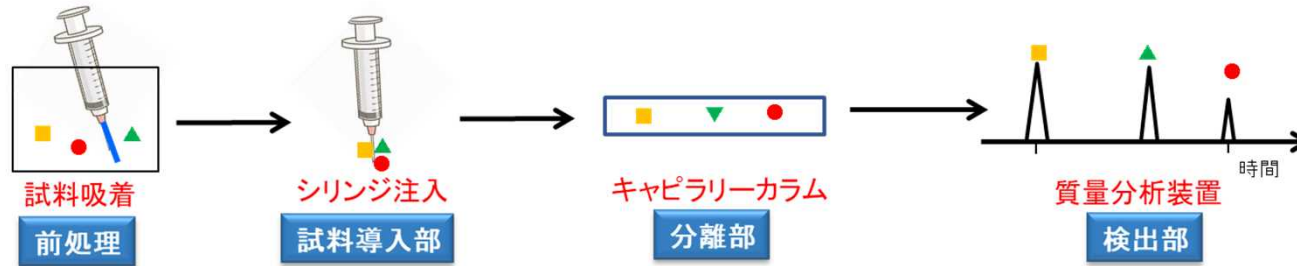 試料吸着
前処理
シリンジ注入
試料導入部
キャピラリーカラム
分離部
時間
質量分析装置
検出部